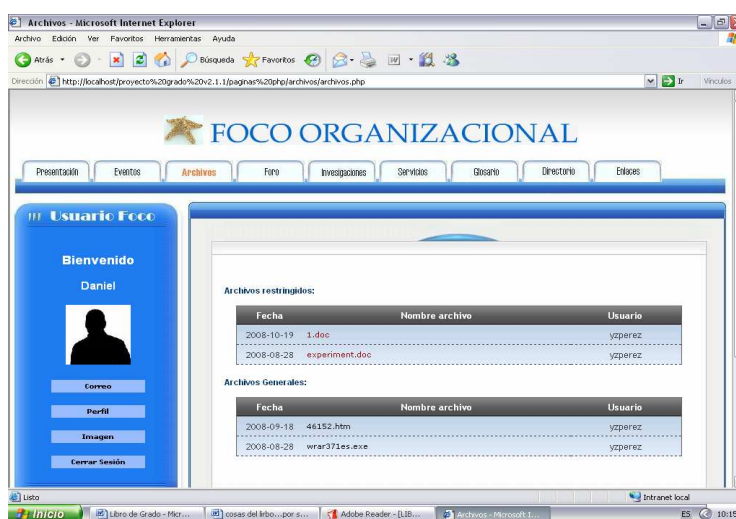 Archivos - Microsoft Internet Explorer
Archivo Edición Ver Favoritos Herramientas Ayuda
Atrás Búsqueda Favoritos
Dirección http://localhost/proyecto%20grado%20v2.1.1/paginas%20php/archivos/archivos.php Ir Vínculos
FOCO ORGANIZACIONAL
Presentación Eventos Archivos Foro Invesigaciones Servicios Glosario Directorio Enlaces
Usuario Foco
Bienvenido
Daniel
Correo
Perfil
Imagen
Cerrar Sesión
Archivos restringidos:
Fecha Nombre archivo Usuario
2008-10-19 1.doc yzperez
2008-08-28 experiment.doc yzperez
Archivos Generales:
Fecha Nombre archivo Usuario
2008-09-18 46152.htm yzperez
2008-08-28 wrar371es.exe yzperez
Listo Intranet local
Inicio Libro de Grado - Micr... cosas del lirbo...por s... Adobe Reader - [LIB... Archivos - Microsoft I... ES 10:15